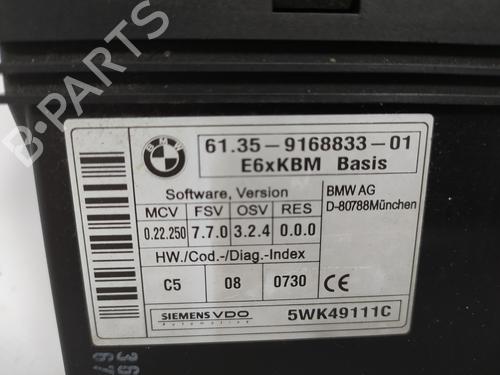 BMW
61.35-9168833-01
E6xKBM Basis
Software, Version
MCV FSV OSV RES
0.22.250 7.7.0 3.2.4 0.0.0
HW./Cod.-/Diag.-Index
C5 08 0730
BMW AG
D-80788München
CE
SIEMENS VDO
Automotive
5WK49111C
B-PARTS